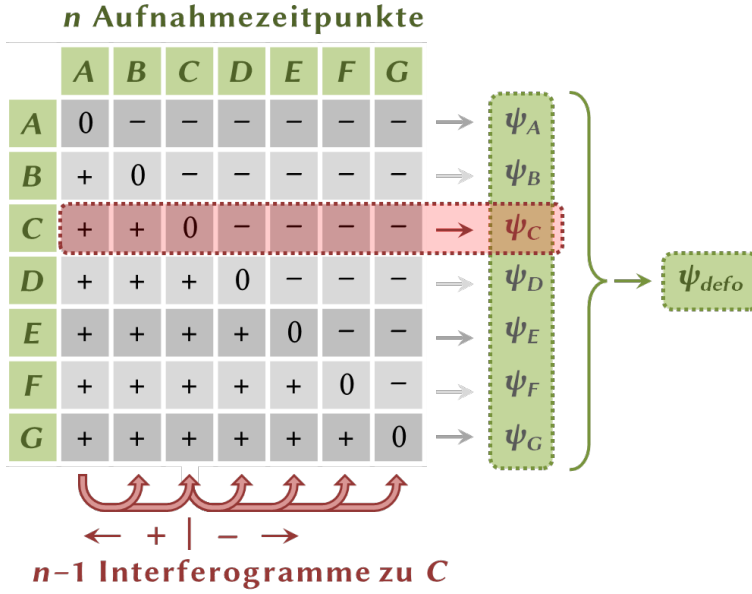 n Aufnahmezeitpunkte
A B C D E F G
A 0 − − − − − − ψA
B + 0 − − − − − ψB
C + + 0 − − − − ψC
D + + + 0 − − − ψD
ψdefo
E + + + + 0 − − ψE
F + + + + + 0 − ψF
G + + + + + + 0 ψG
← + | − →
n−1 Interferogramme zu C